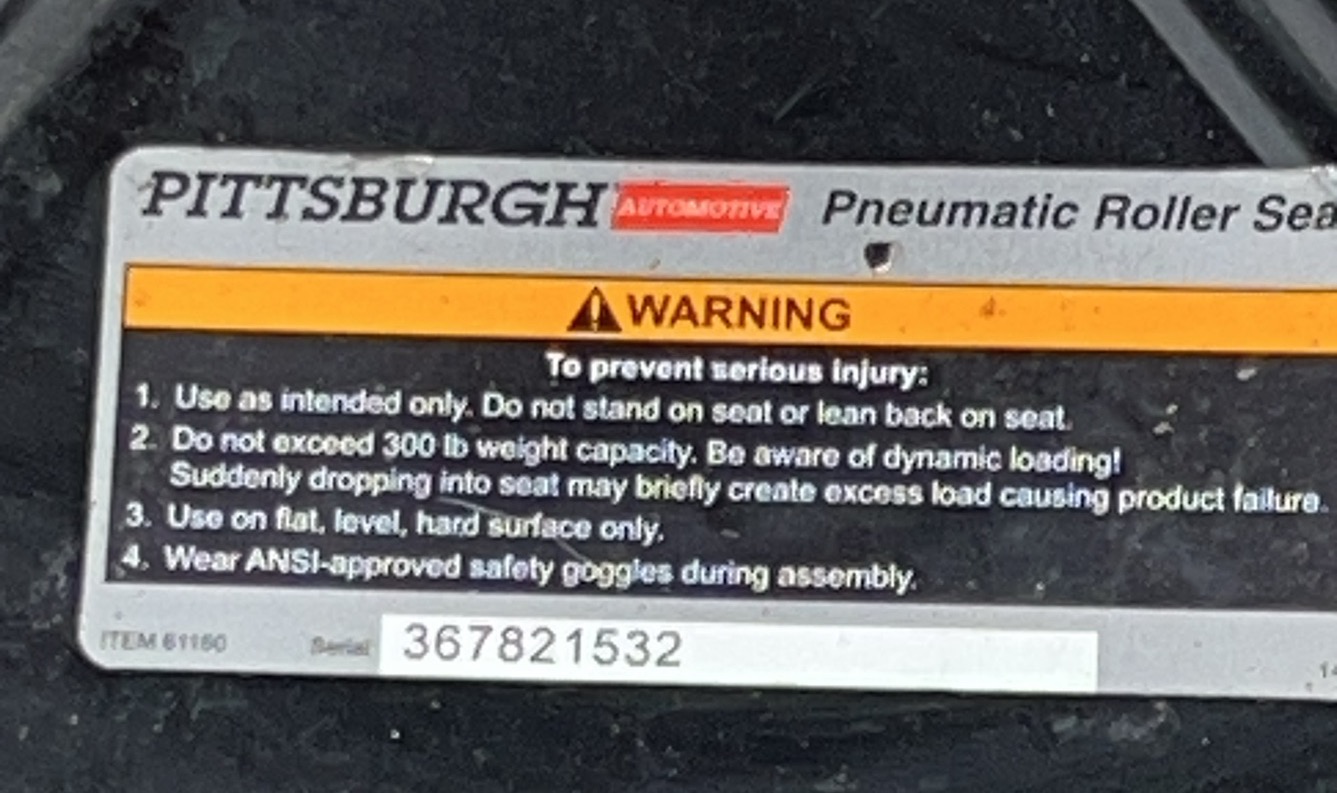 PITTSBURGH AUTOMOTIVE Pneumatic Roller Sea
WARNING
To prevent serious injury:
1. Use as intended only. Do not stand on seat or lean back on seat.
2. Do not exceed 300 lb weight capacity. Be aware of dynamic loading!
Suddenly dropping into seat may briefly create excess load causing product failure.
3. Use on flat, level, hard surface only.
4. Wear ANSI-approved safety goggles during assembly.
ITEM 61160 Serial 367821532